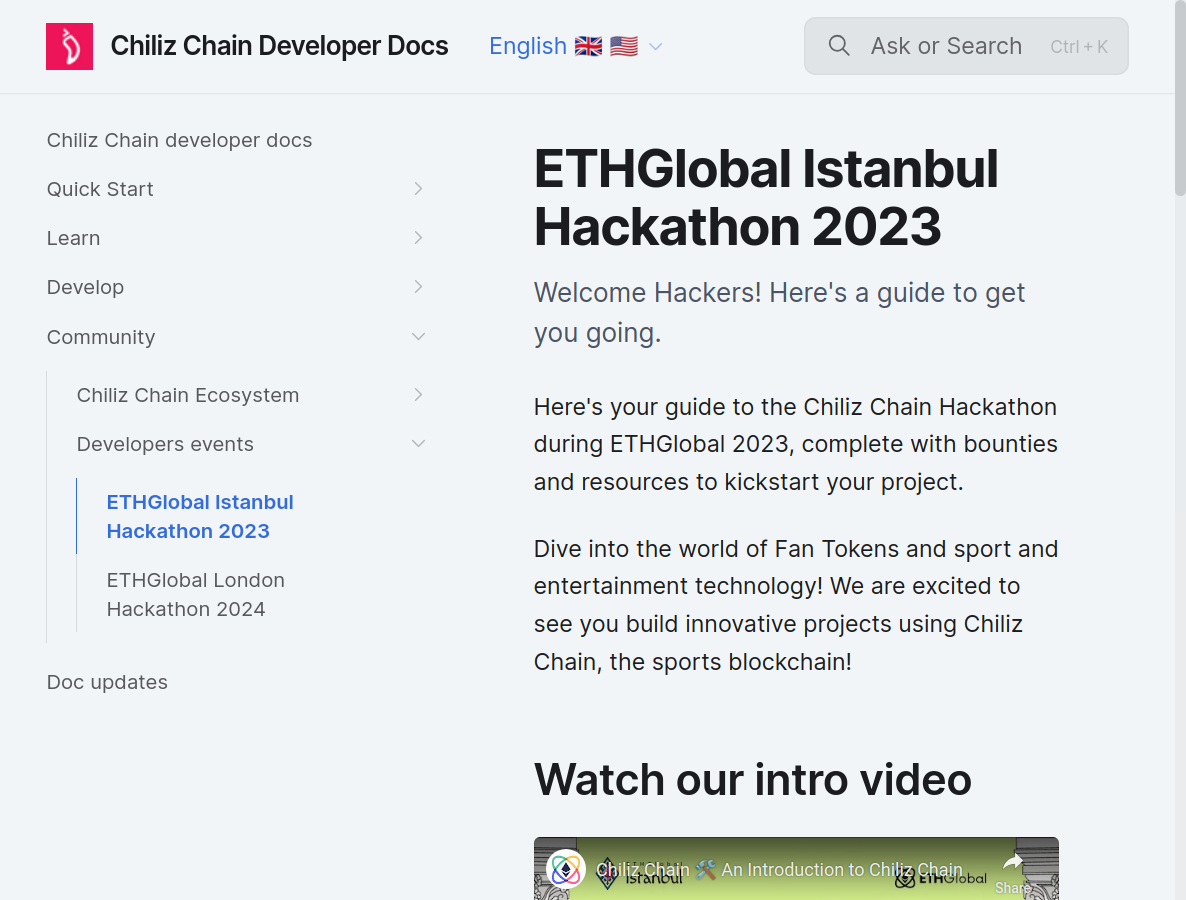 Chiliz Chain Developer Docs
English 🇬🇧 🇺🇸
Ask or Search Ctrl + K
Chiliz Chain developer docs
Quick Start
Learn
Develop
Community
Chiliz Chain Ecosystem
Developers events
ETHGlobal Istanbul
Hackathon 2023
ETHGlobal London
Hackathon 2024
Doc updates
ETHGlobal Istanbul
Hackathon 2023
Welcome Hackers! Here's a guide to get
you going.
Here's your guide to the Chiliz Chain Hackathon
during ETHGlobal 2023, complete with bounties
and resources to kickstart your project.
Dive into the world of Fan Tokens and sport and
entertainment technology! We are excited to
see you build innovative projects using Chiliz
Chain, the sports blockchain!
Watch our intro video
Chiliz Chain 🛠️ An Introduction to Chiliz Chain
ETHGlobal
Istanbul
ETHGlobal
Share